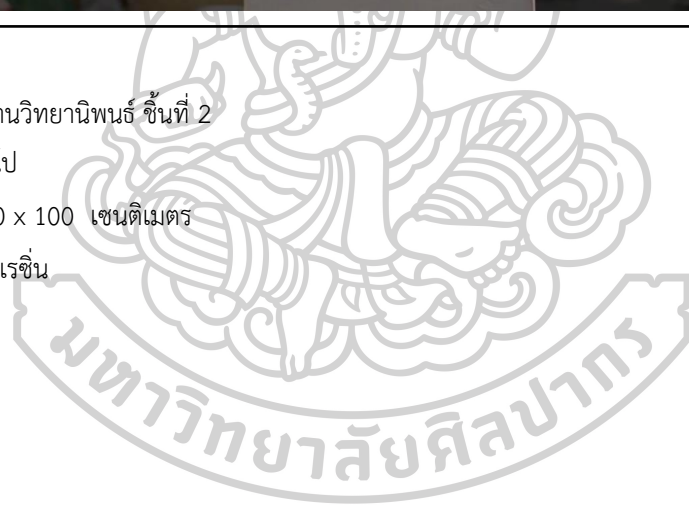 านวิทยานิพนธ์ ชิ้นที่ 2
ไป
0 x 100 เซนติเมตร
เรซิ่น
มหาวิทยาลัยศิลปากร